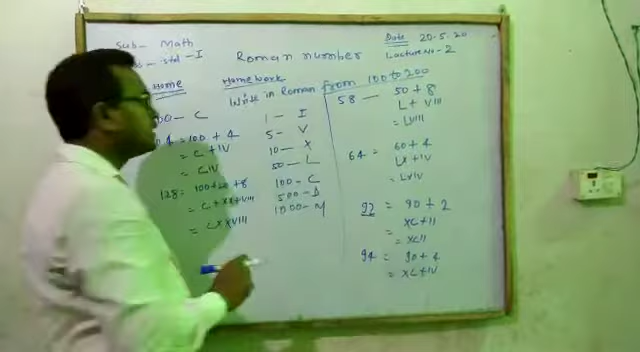 Sub- Math
std - I
Roman number
Date 20-5.20
Lecture No- 2
Home
Homework
Write in Roman from 100 to 200
00- C
4 = 100 + 4
= C + IV
= CIV
128 = 100+20+8
= C + XX+VIII
= CXXVIII
1 - I
5 - V
10 - X
50 - L
100 - C
500 - D
1000 - M
58 — 50 + 8
L + VIII
= LVIII
64 = 60+4
LX + IV
= LXIV
92 = 90 + 2
= XC + II
= XCII
94 = 90 + 4
= XC + IV